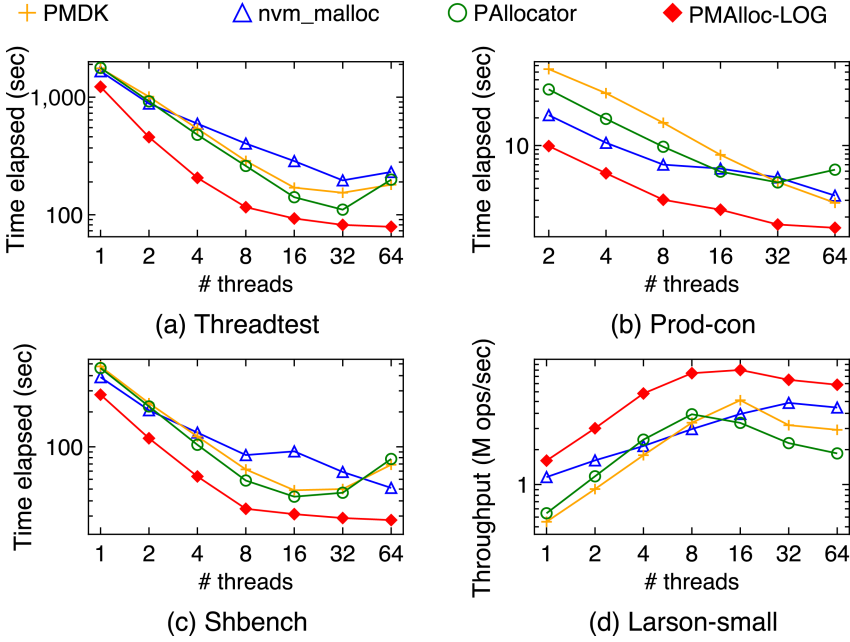 PMDK nvm_malloc PAllocator PMAlloc-LOG
Time elapsed (sec)
1,000
100
1 2 4 8 16 32 64
# threads
(a) Threadtest
Time elapsed (sec)
10
2 4 8 16 32 64
# threads
(b) Prod-con
Time elapsed (sec)
100
1 2 4 8 16 32 64
# threads
(c) Shbench
Throughput (M ops/sec)
1
1 2 4 8 16 32 64
# threads
(d) Larson-small